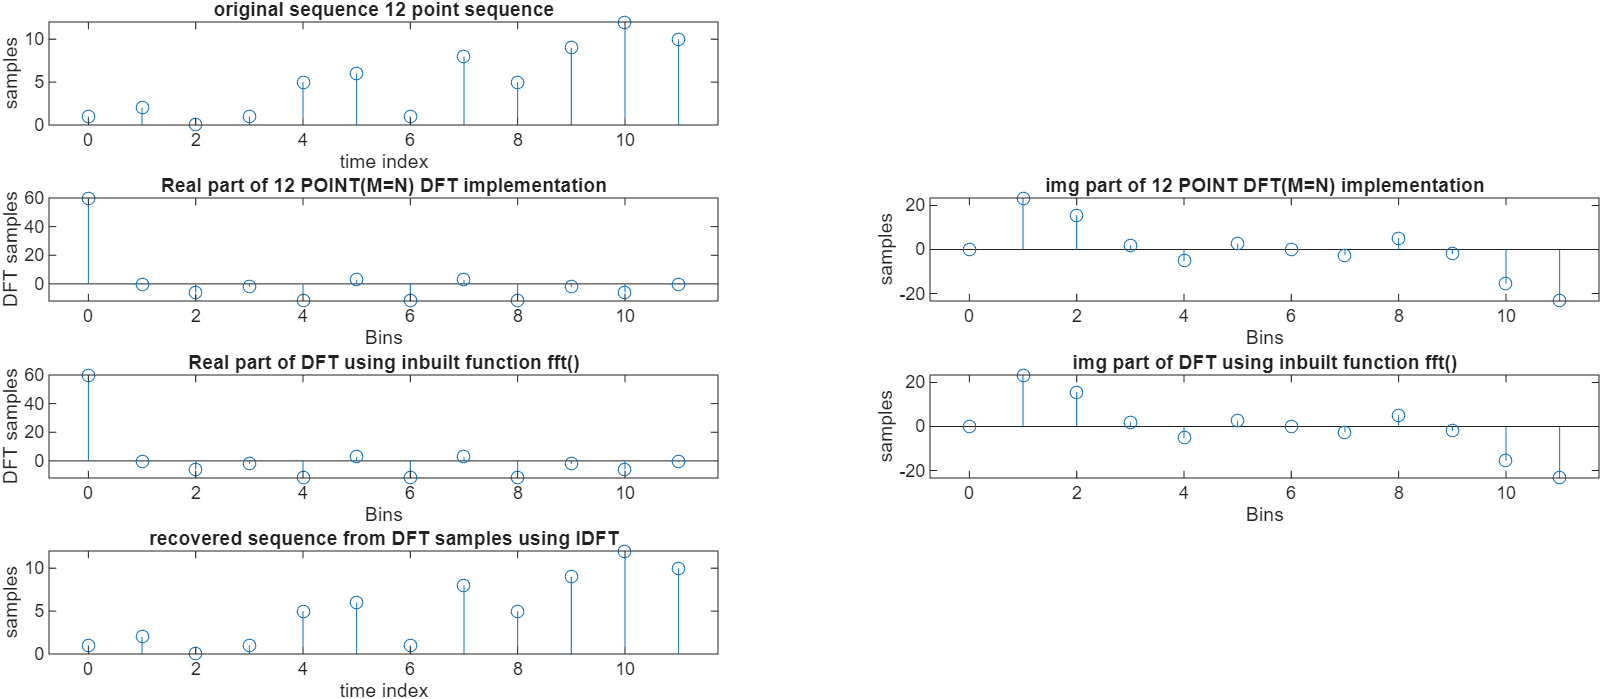 original sequence 12 point sequence
samples
10
5
0
0 2 4 6 8 10
time index
Real part of 12 POINT(M=N) DFT implementation
DFT samples
60
40
20
0
0 2 4 6 8 10
Bins
img part of 12 POINT DFT(M=N) implementation
samples
20
0
-20
0 2 4 6 8 10
Bins
Real part of DFT using inbuilt function fft()
DFT samples
60
40
20
0
0 2 4 6 8 10
Bins
img part of DFT using inbuilt function fft()
samples
20
0
-20
0 2 4 6 8 10
Bins
recovered sequence from DFT samples using IDFT
samples
10
5
0
0 2 4 6 8 10
time index